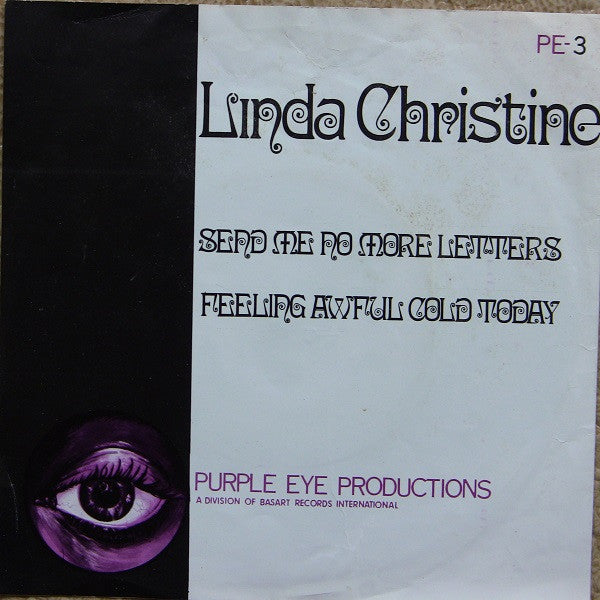 PE-3
Linda Christine
SEND ME NO MORE LETTERS
FEELING AWFUL COLD TODAY
PURPLE EYE PRODUCTIONS
A DIVISION OF BASART RECORDS INTERNATIONAL